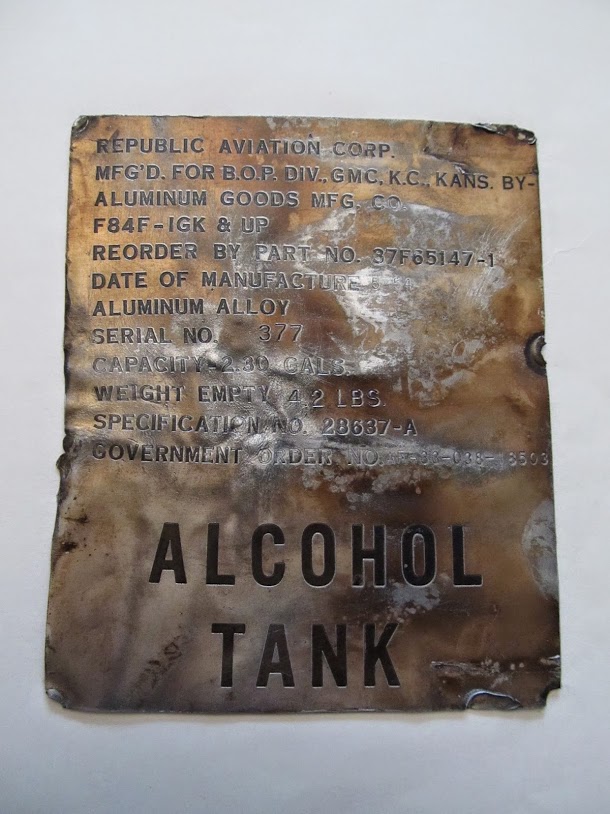 REPUBLIC AVIATION CORP.
MFG'D. FOR B.O.P. DIV., GMC, K.C., KANS. BY-
ALUMINUM GOODS MFG. CO.
F84F-1GK & UP
REORDER BY PART NO. 37F65147-1
DATE OF MANUFACTURE
ALUMINUM ALLOY
SERIAL NO. 377
CAPACITY-2.30 GALS.
WEIGHT EMPTY 4.2 LBS.
SPECIFICATION NO. 28637-A
GOVERNMENT ORDER NO.
ALCOHOL
TANK